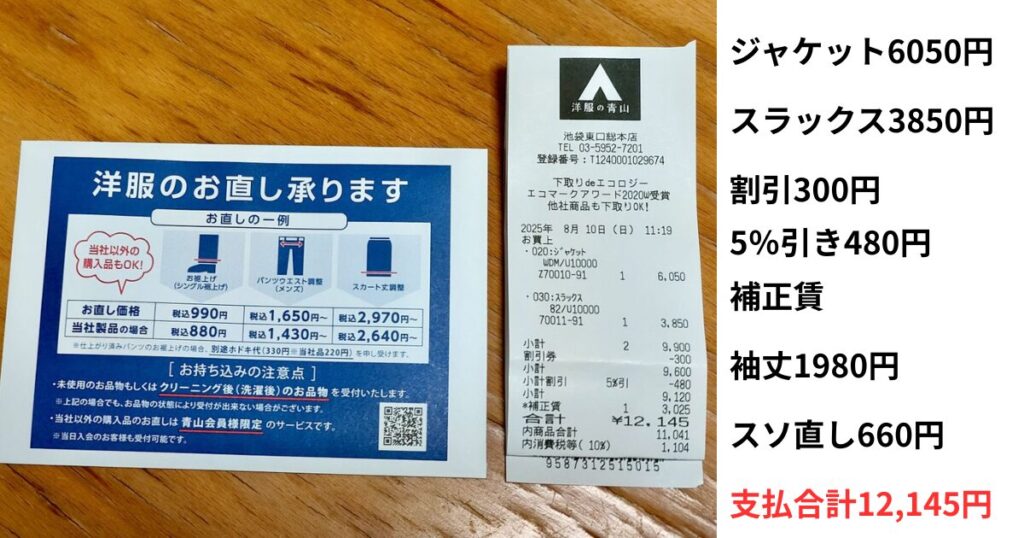 洋服のお直し承ります
お直しの一例
当社以外の
購入品もOK!
お裾上げ
(シングル裾上げ)
パンツウエスト調整
(メンズ)
スカート丈調整
お直し価格 税込990円 税込1,650円~ 税込2,970円~
当社製品の場合 税込880円 税込1,430円~ 税込2,640円~
※仕上がり済みパンツのお裾上げの場合、別途ホドキ代(330円※当社品220円)を申し受けます。
[ お持ち込みの注意点 ]
・未使用のお品物もしくはクリーニング後(洗濯後)のお品物を受付いたします。
※上記の場合でも、お品物の状態により受付が出来ない場合がございます。
・当社以外の購入品のお直しは青山会員様限定のサービスです。
※当日入会のお客様も受付可能です。
洋服の青山
池袋東口総本店
TEL 03-5952-7201
登録番号:T1240001029674
下取りdeエコロジー
エコマークアワード2020W受賞
他社商品も下取りOK!
2025年 8月10日(日) 11:19
お買上
・020:ジャケット
WDM/U10000
Z70010-91 1 6,050
・030:スラックス
82/U10000
70011-91 1 3,850
小計 2 9,900
割引券 -300
小計 9,600
小計割引 5%引 -480
小計 9,120
*補正賃 1 3,025
合計 ¥12,145
内商品合計 11,041
内消費税等(10%) 1,104
9587312515015
ジャケット6050円
スラックス3850円
割引300円
5%引き480円
補正賃
袖丈1980円
スソ直し660円
支払合計12,145円